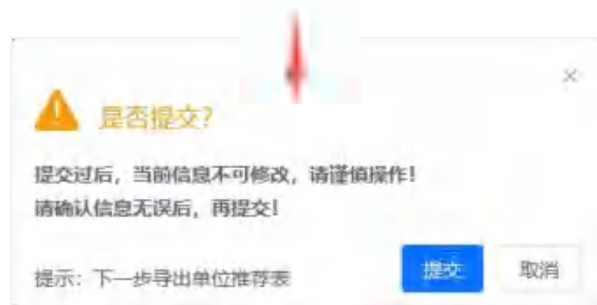 是否提交?
提交过后，当前信息不可修改，请谨慎操作!
请确认信息无误后，再提交!
提示：下一步导出单位推荐表
提交
取消